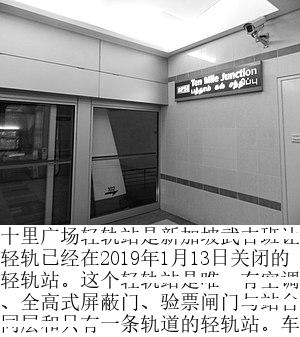 Ten Mile Junction
பத்தாம் கல் சந்திப்பு
十里广场轻轨站是新加坡武吉班让
轻轨已经在2019年1月13日关闭的
轻轨站。这个轻轨站是唯 有空调
、全高式屏蔽门、验票闸门与站台
同层和只有一条轨道的轻轨站。车